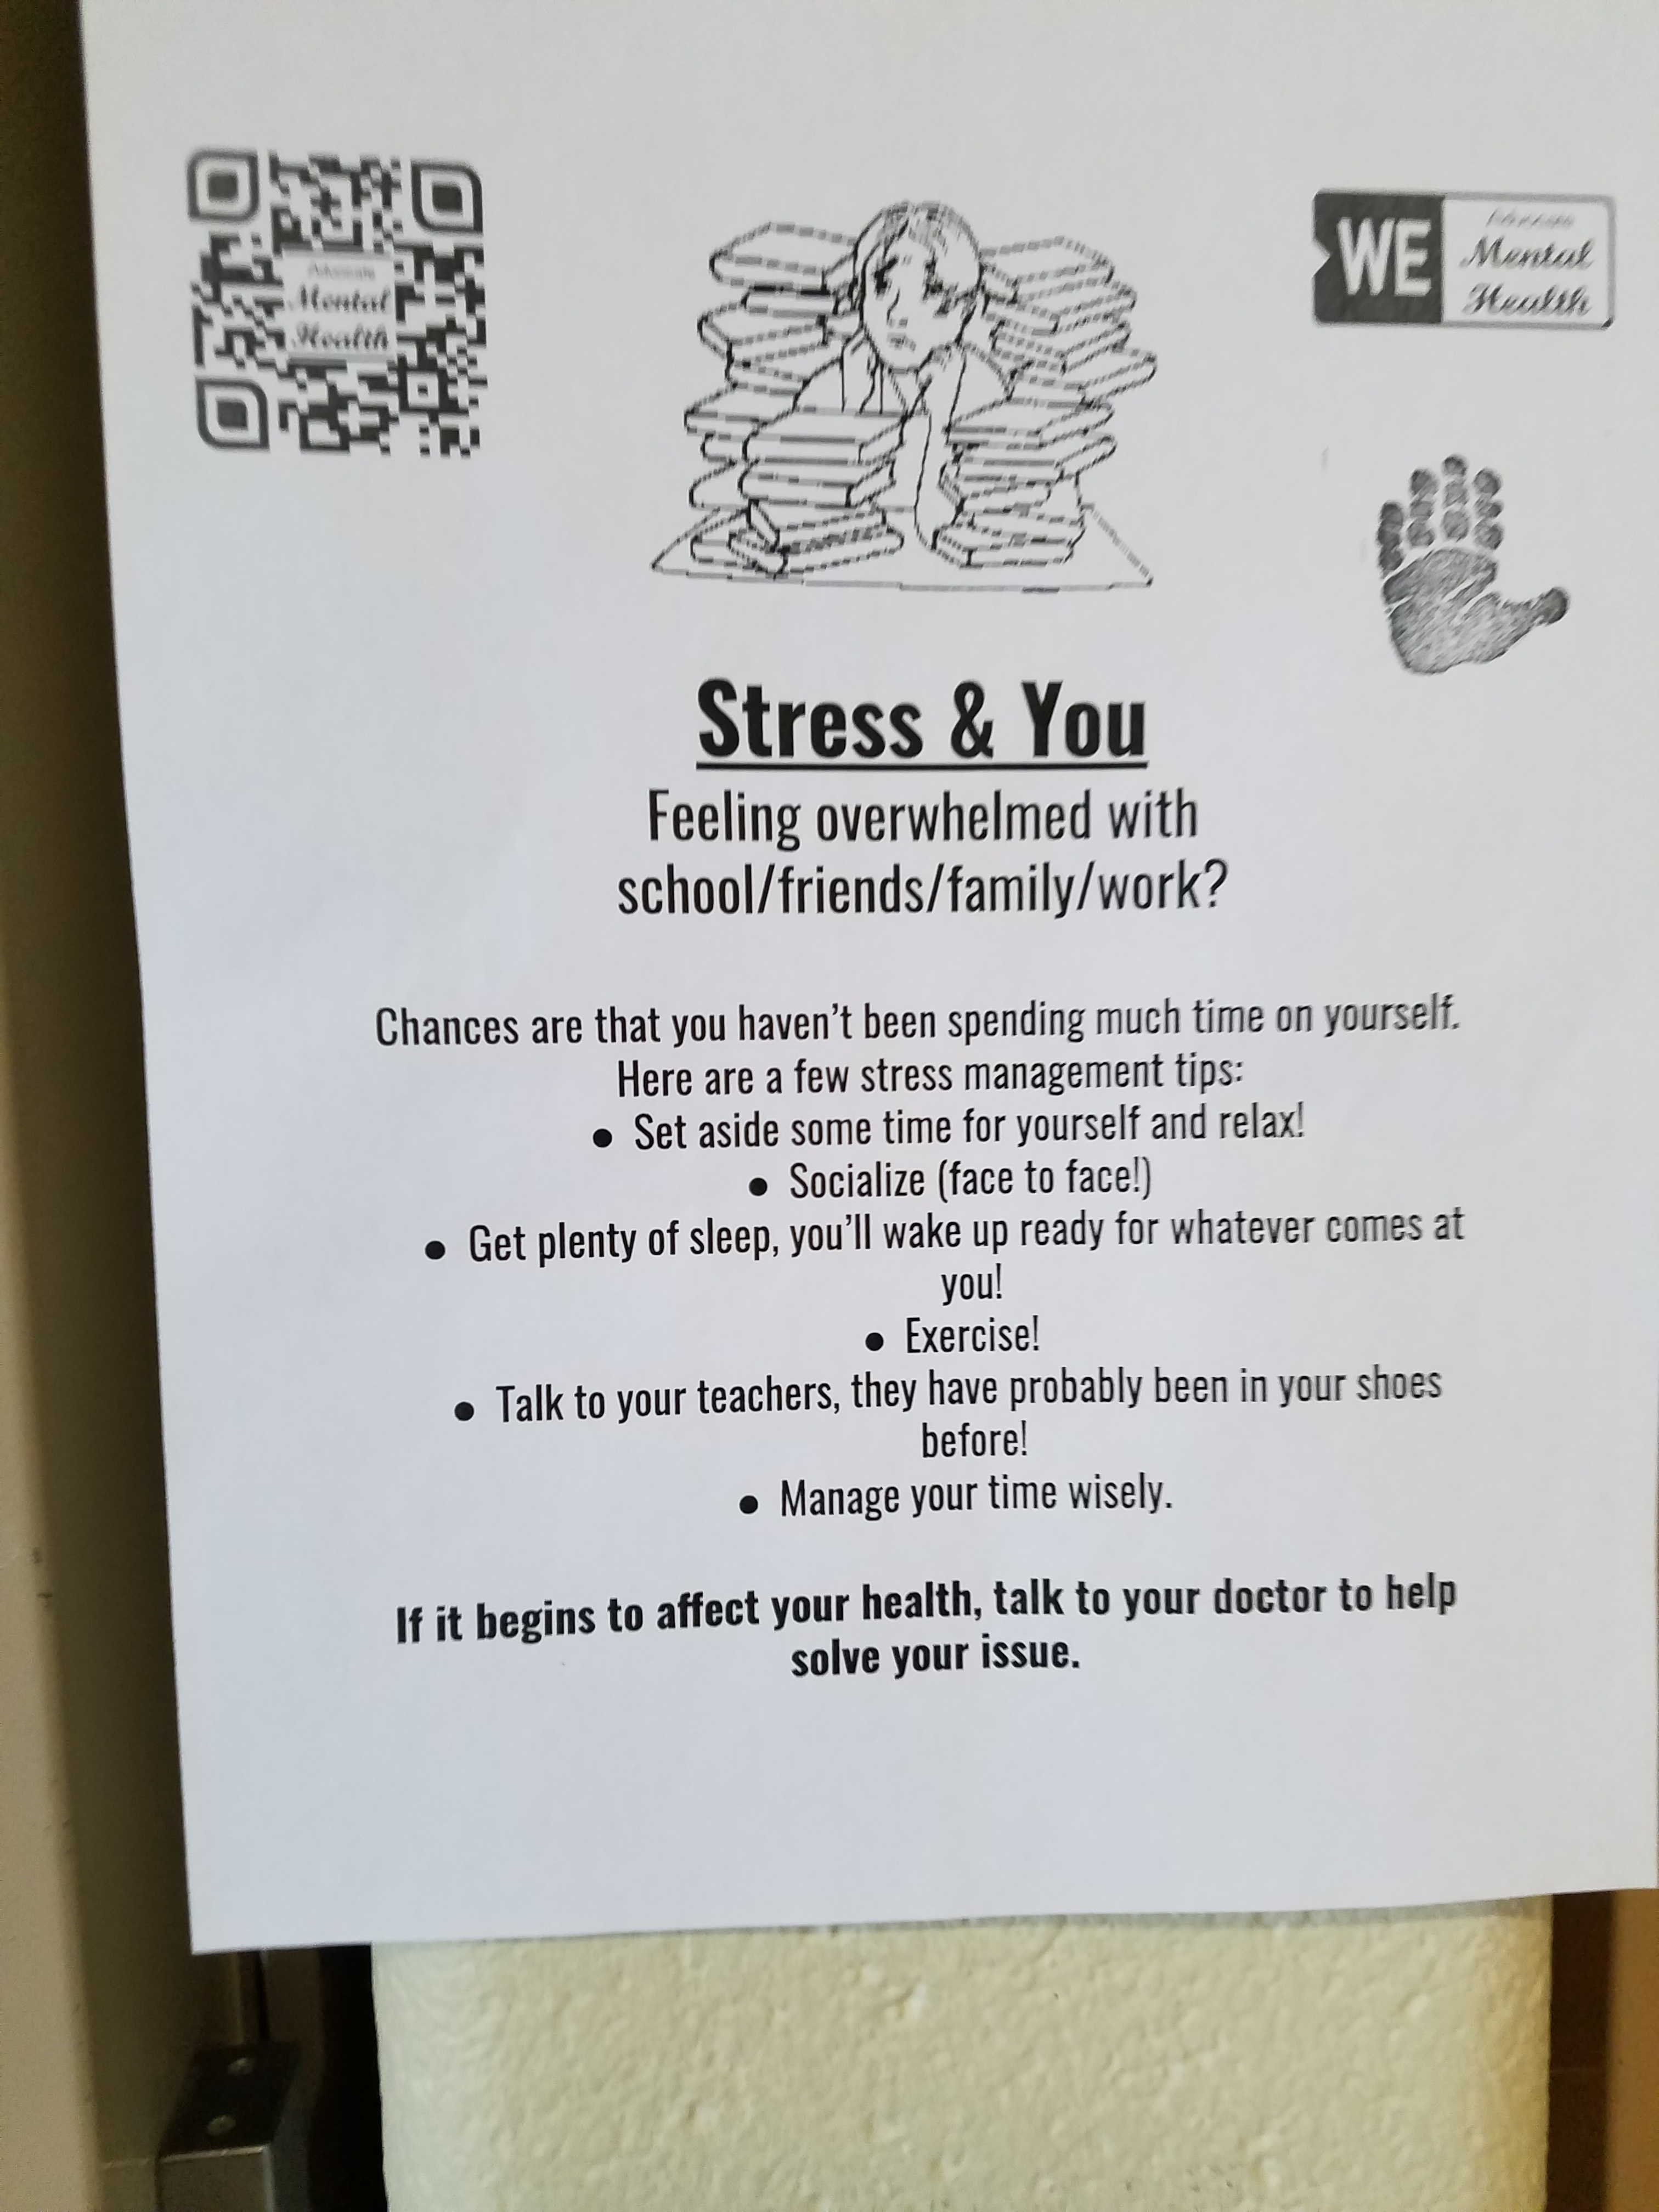 Advocate
Mental
Health
WE
Advocate
Mental
Health
Stress & You
Feeling overwhelmed with
school/friends/family/work?
Chances are that you haven't been spending much time on yourself.
Here are a few stress management tips:
● Set aside some time for yourself and relax!
● Socialize (face to face!)
● Get plenty of sleep, you'll wake up ready for whatever comes at
you!
● Exercise!
● Talk to your teachers, they have probably been in your shoes
before!
● Manage your time wisely.
If it begins to affect your health, talk to your doctor to help
solve your issue.